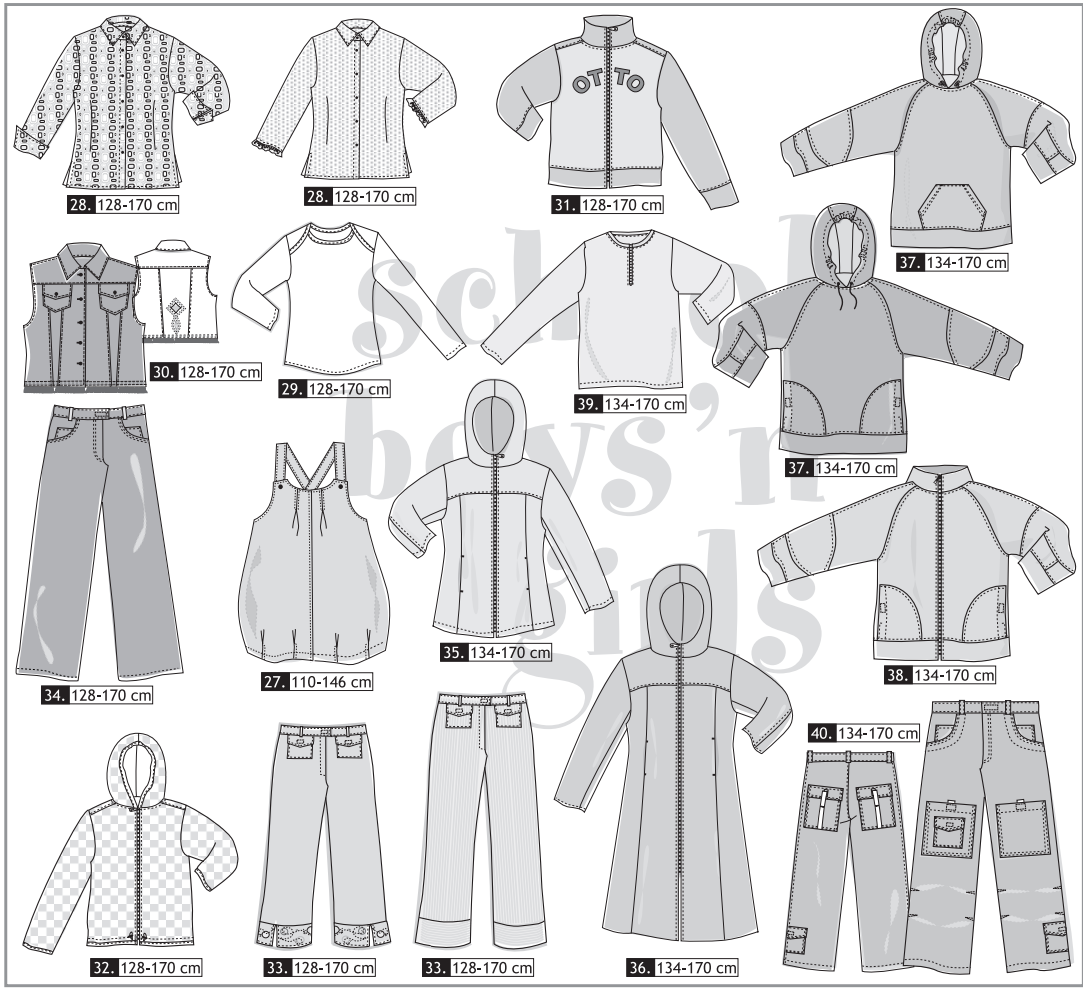 28. 128-170 cm
28. 128-170 cm
OTTO
31. 128-170 cm
37. 134-170 cm
30. 128-170 cm
29. 128-170 cm
39. 134-170 cm
37. 134-170 cm
school
boys'n
girls
34. 128-170 cm
27. 110-146 cm
35. 134-170 cm
38. 134-170 cm
40. 134-170 cm
32. 128-170 cm
33. 128-170 cm
33. 128-170 cm
36. 134-170 cm